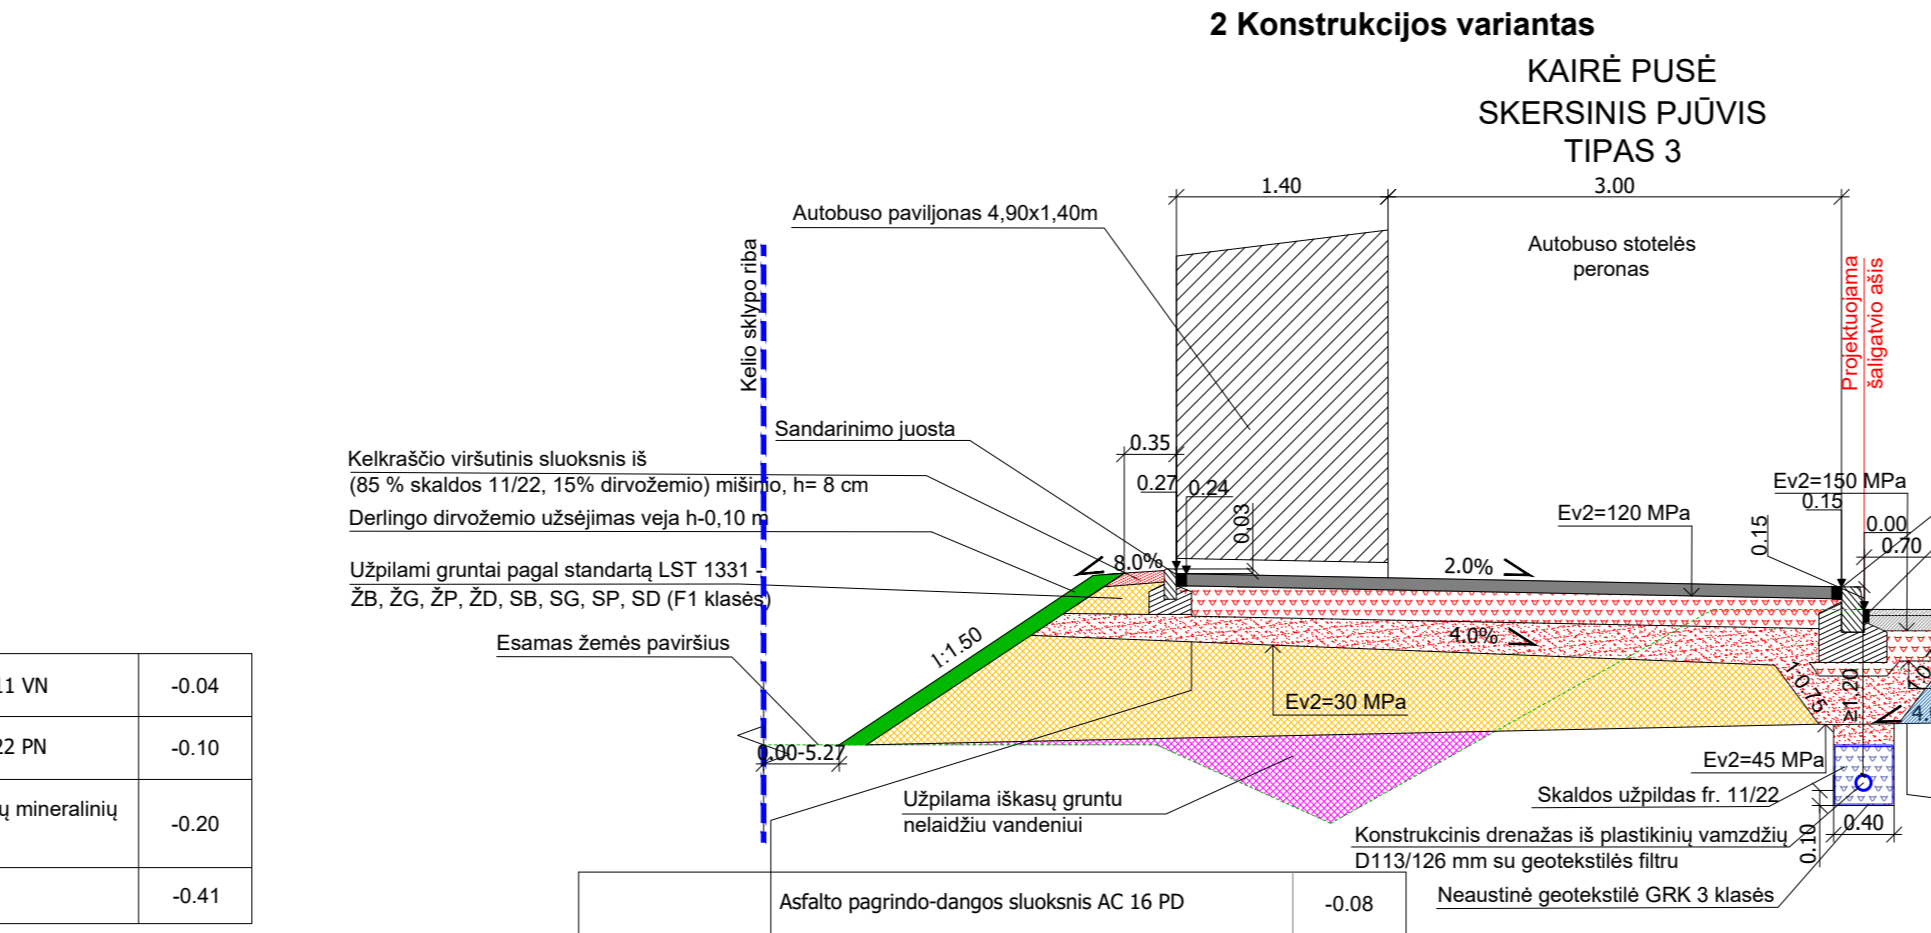 2 Konstrukcijos variantas
KAIRĖ PUSĖ
SKERSINIS PJŪVIS
TIPAS 3
1.40
3.00
Autobuso paviljonas 4,90x1,40m
Autobuso stotelės
peronas
Kelio sklypo riba
Projektuojama
šaligatvio ašis
Sandarinimo juosta
0.35
Kelkraščio viršutinis sluoksnis iš
(85 % skaldos 11/22, 15% dirvožemio) mišinio, h= 8 cm
0.27
0.24
0,03
Ev2=150 MPa
0.15
Derlingo dirvožemio užsėjimas veja h-0,10 m
Ev2=120 MPa
0.15
0.00
0.70
8.0%
2.0%
Užpilami gruntai pagal standartą LST 1331 -
ŽB, ŽG, ŽP, ŽD, SB, SG, SP, SD (F1 klasės)
Esamas žemės paviršius
1:1.50
4.0%
1:0.75
1.20
Ev2=30 MPa
11 VN
-0.04
22 PN
-0.10
0.00-5.27
Ev2=45 MPa
Užpilama iškasų gruntu
nelaidžiu vandeniui
Skaldos užpildas fr. 11/22
ų mineralinių
-0.20
0.40
Konstrukcinis drenažas iš plastikinių vamzdžių
D113/126 mm su geotekstilės filtru
0.10
-0.41
Asfalto pagrindo-dangos sluoksnis AC 16 PD
-0.08
Neaustinė geotekstilė GRK 3 klasės